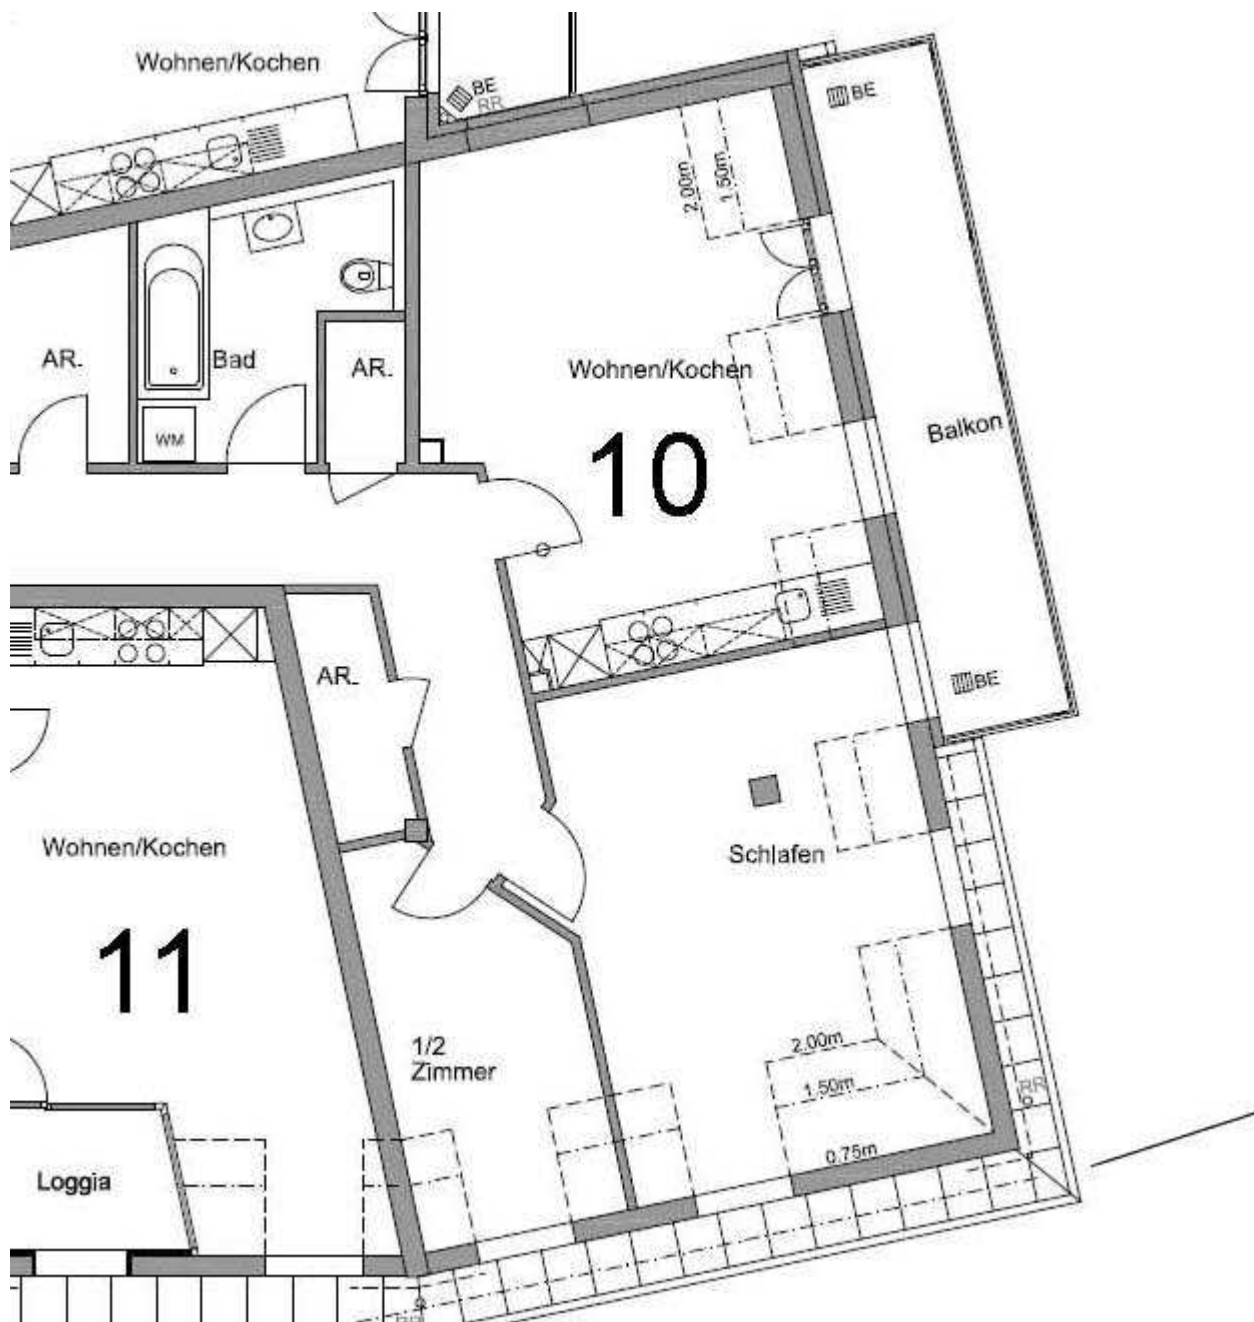 Wohnen/Kochen
BE
RR
BE
2.00m
1.50m
AR.
Bad
AR.
Wohnen/Kochen
WM
10
Balkon
AR.
BE
Wohnen/Kochen
Schlafen
11
1/2
Zimmer
2.00m
1.50m
RR
0.75m
Loggia